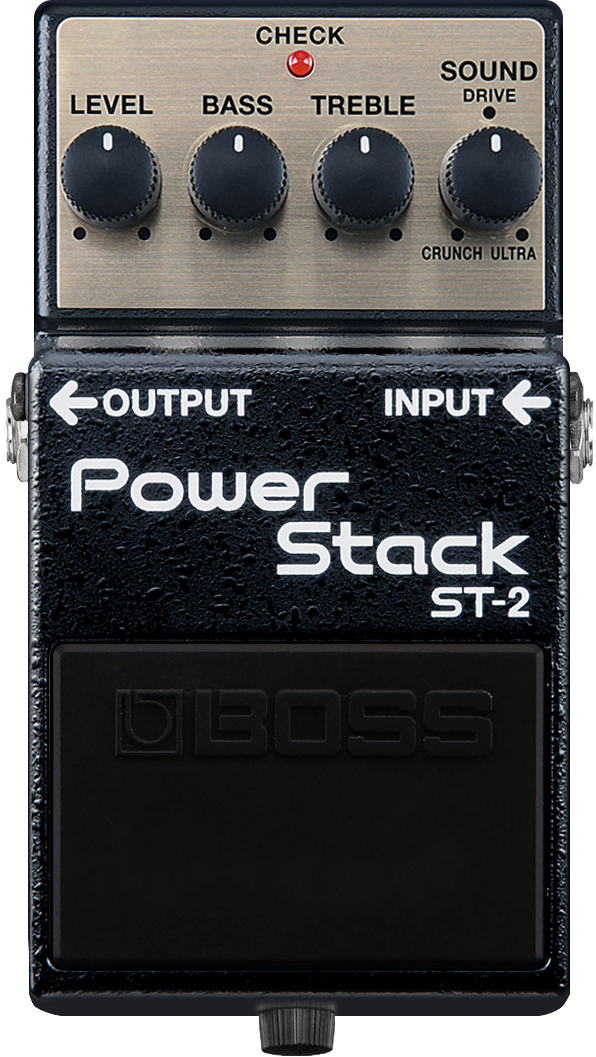 CHECK
SOUND
LEVEL BASS TREBLE DRIVE
CRUNCH ULTRA
OUTPUT INPUT
Power
Stack
ST-2
BOSS